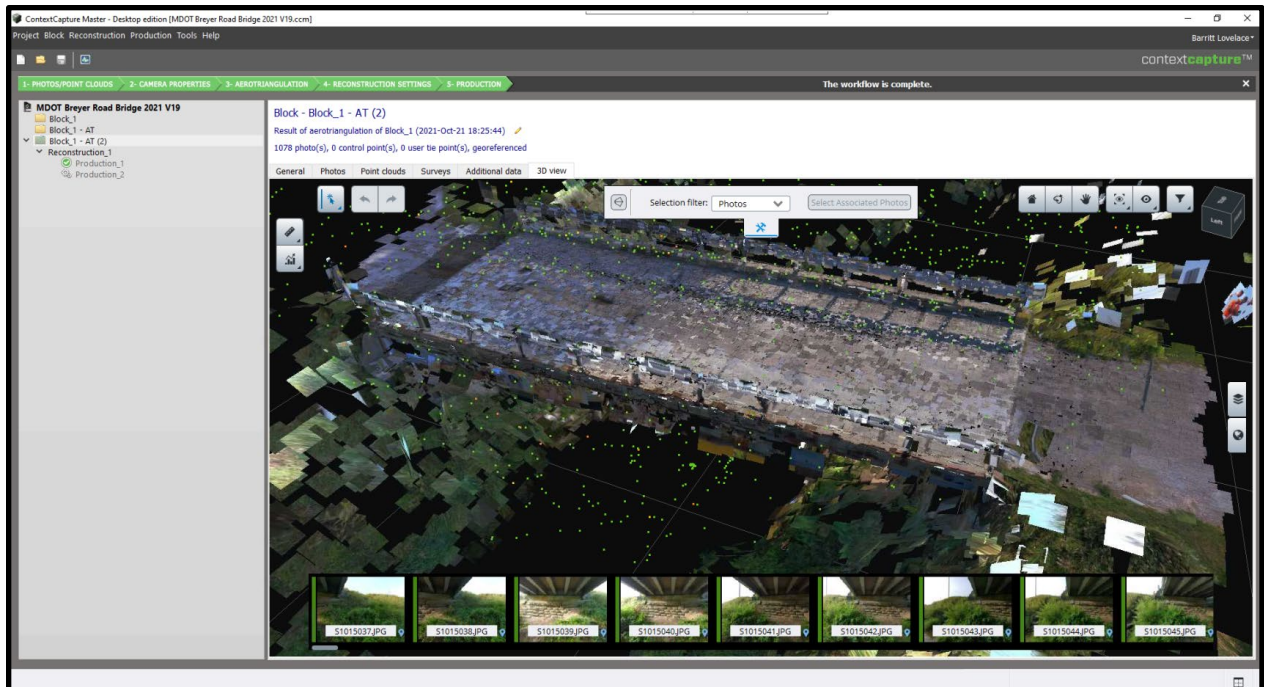 ContextCapture Master - Desktop edition [MDOT Breyer Road Bridge 2021 V19.ccm]
Project Block Reconstruction Production Tools Help
Barritt Lovelace
contextcapture™
1- PHOTOS/POINT CLOUDS 2- CAMERA PROPERTIES 3- AEROTRIANGULATION 4- RECONSTRUCTION SETTINGS 5- PRODUCTION The workflow is complete.
MDOT Breyer Road Bridge 2021 V19
Block_1
Block_1 - AT
Block_1 - AT (2)
Reconstruction_1
Production_1
Production_2
Block - Block_1 - AT (2)
Result of aerotriangulation of Block_1 (2021-Oct-21 18:25:44)
1078 photo(s), 0 control point(s), 0 user tie point(s), georeferenced
General Photos Point clouds Surveys Additional data 3D view
Selection filter: Photos Select Associated Photos
Left
S1015037.JPG S1015038.JPG S1015039.JPG S1015040.JPG S1015041.JPG S1015042.JPG S1015043.JPG S1015044.JPG S1015045.JPG